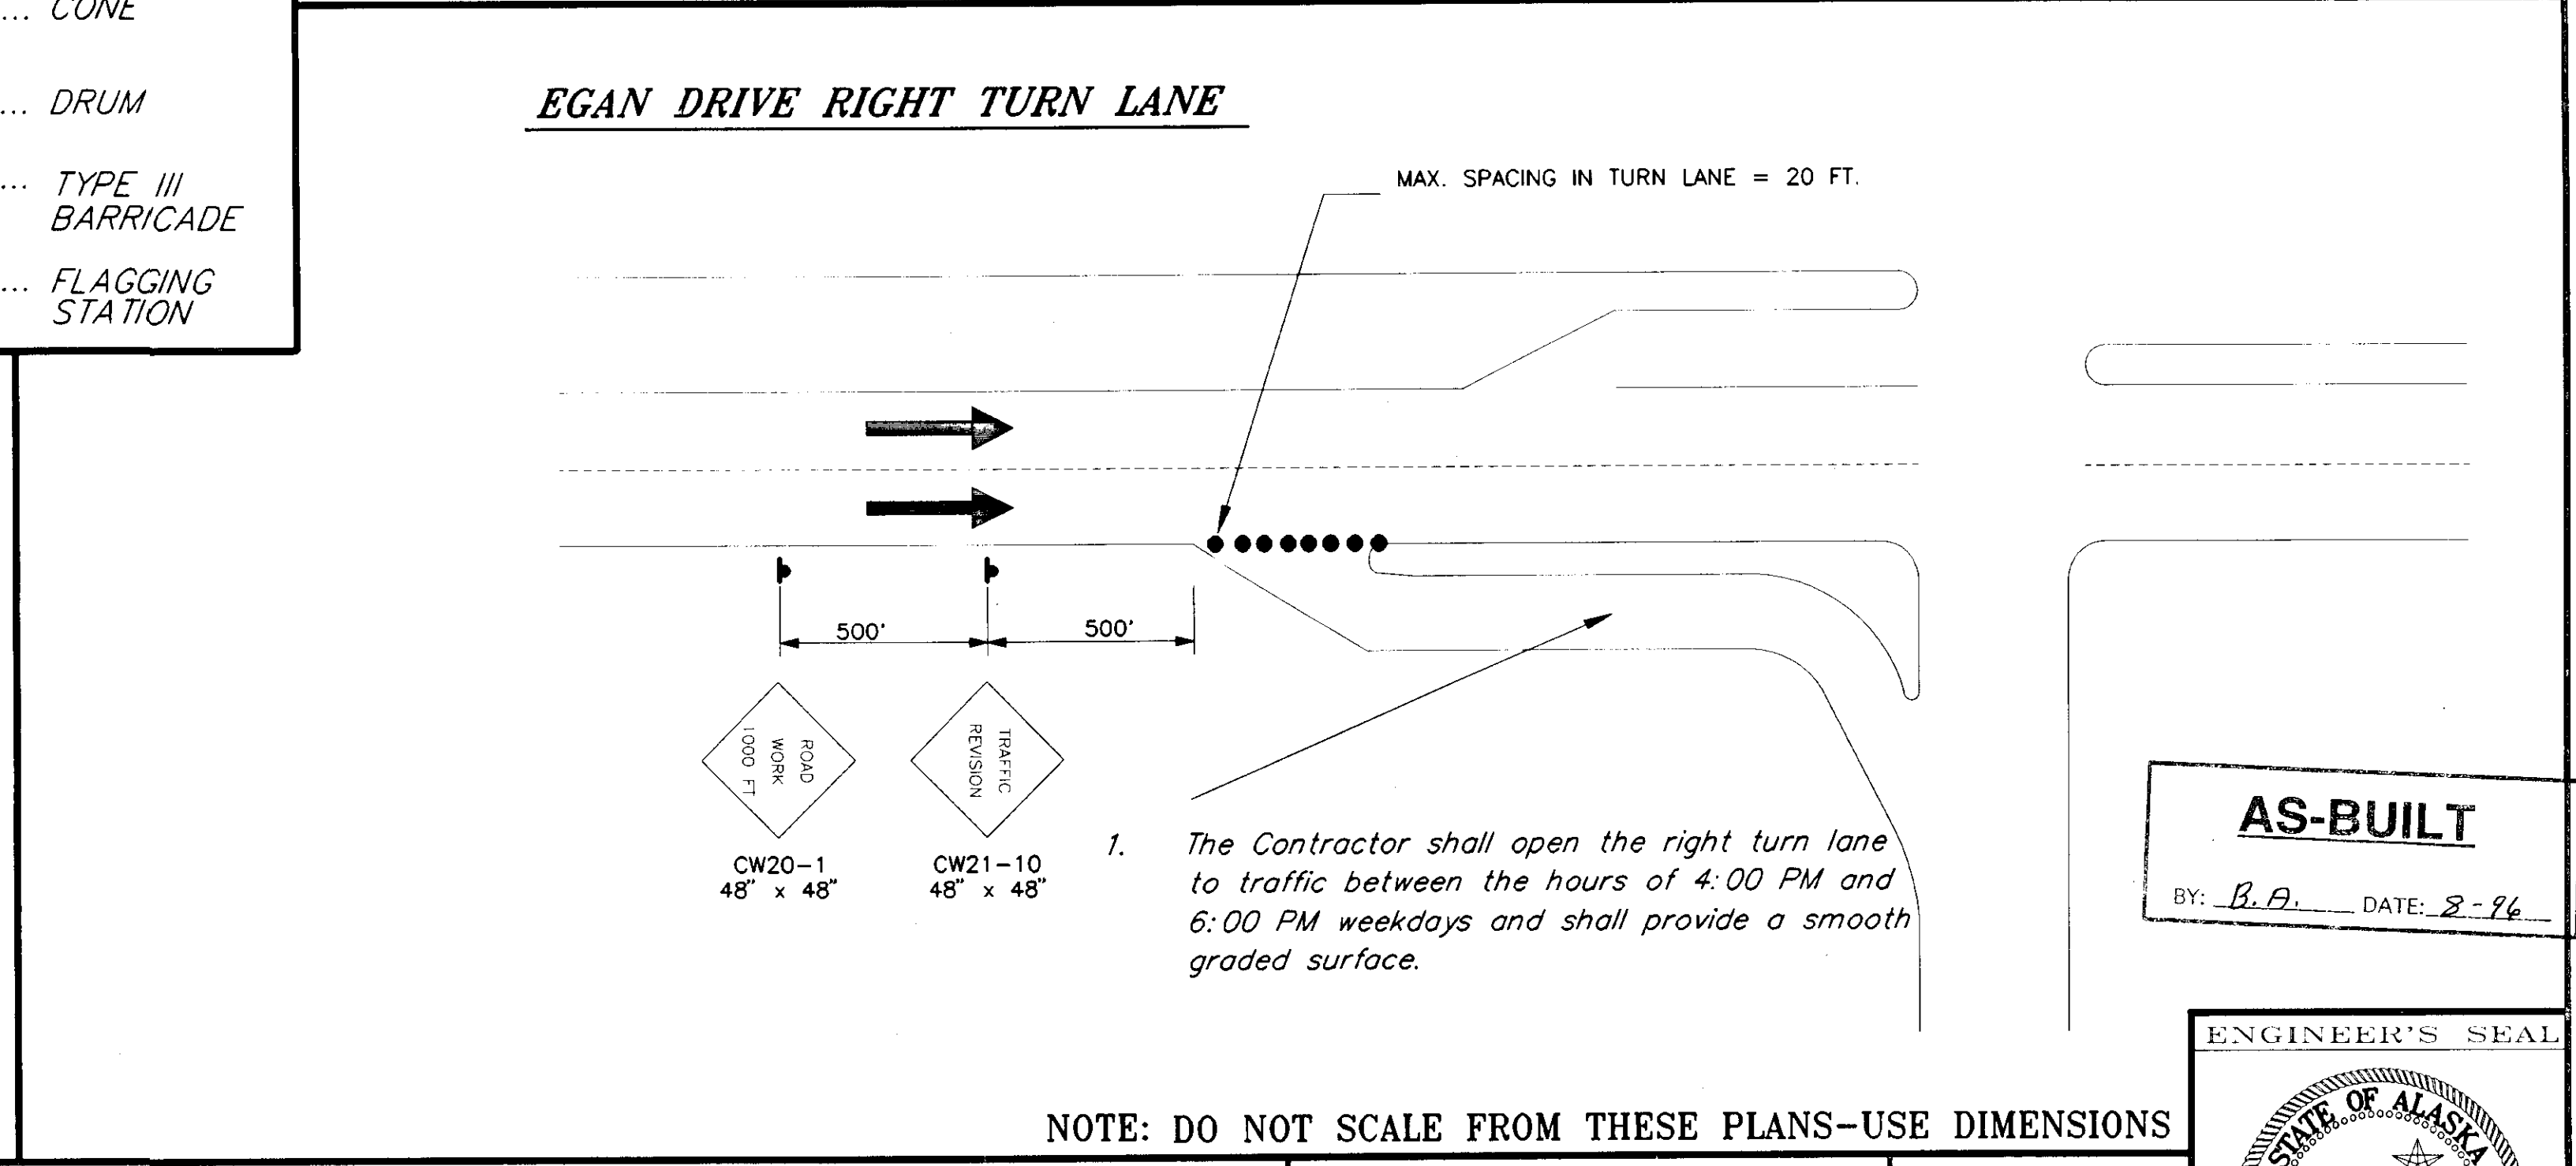 ... CONE
... DRUM
... TYPE III
BARRICADE
... FLAGGING
STATION
EGAN DRIVE RIGHT TURN LANE
MAX. SPACING IN TURN LANE = 20 FT.
500'
500'
ROAD
WORK
1000 FT
TRAFFIC
REVISION
CW20-1
48" x 48"
CW21-10
48" x 48"
1. The Contractor shall open the right turn lane
to traffic between the hours of 4:00 PM and
6:00 PM weekdays and shall provide a smooth
graded surface.
AS-BUILT
BY: B.A. DATE: 8-96
NOTE: DO NOT SCALE FROM THESE PLANS-USE DIMENSIONS
ENGINEER'S SEAL
STATE OF ALASKA